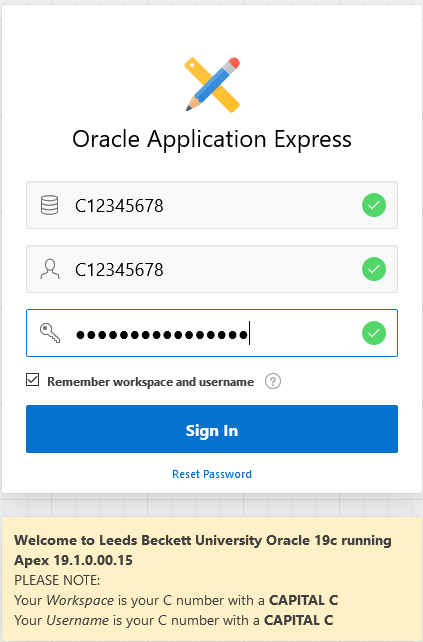 Oracle Application Express
C12345678
C12345678
●●●●●●●●●●●●●●●●
Remember workspace and username ?
Sign In
Reset Password
Welcome to Leeds Beckett University Oracle 19c running
Apex 19.1.0.00.15
PLEASE NOTE:
Your Workspace is your C number with a CAPITAL C
Your Username is your C number with a CAPITAL C